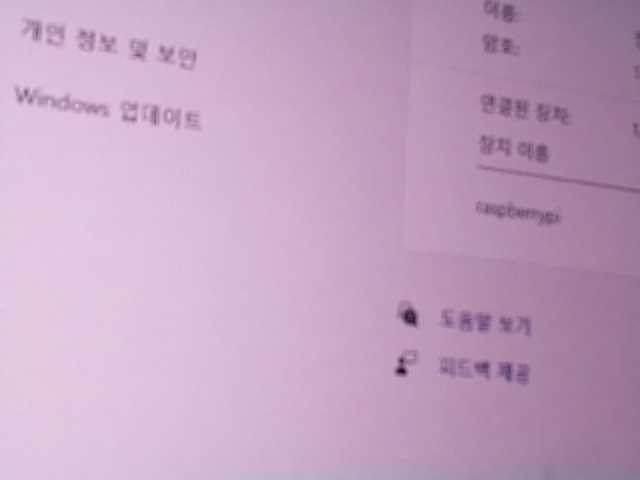 개인 정보 및 보안
Windows 업데이트
이름:
암호:
연결된 장치:
장치 이름
raspberrypi
도움말 보기
피드백 제공